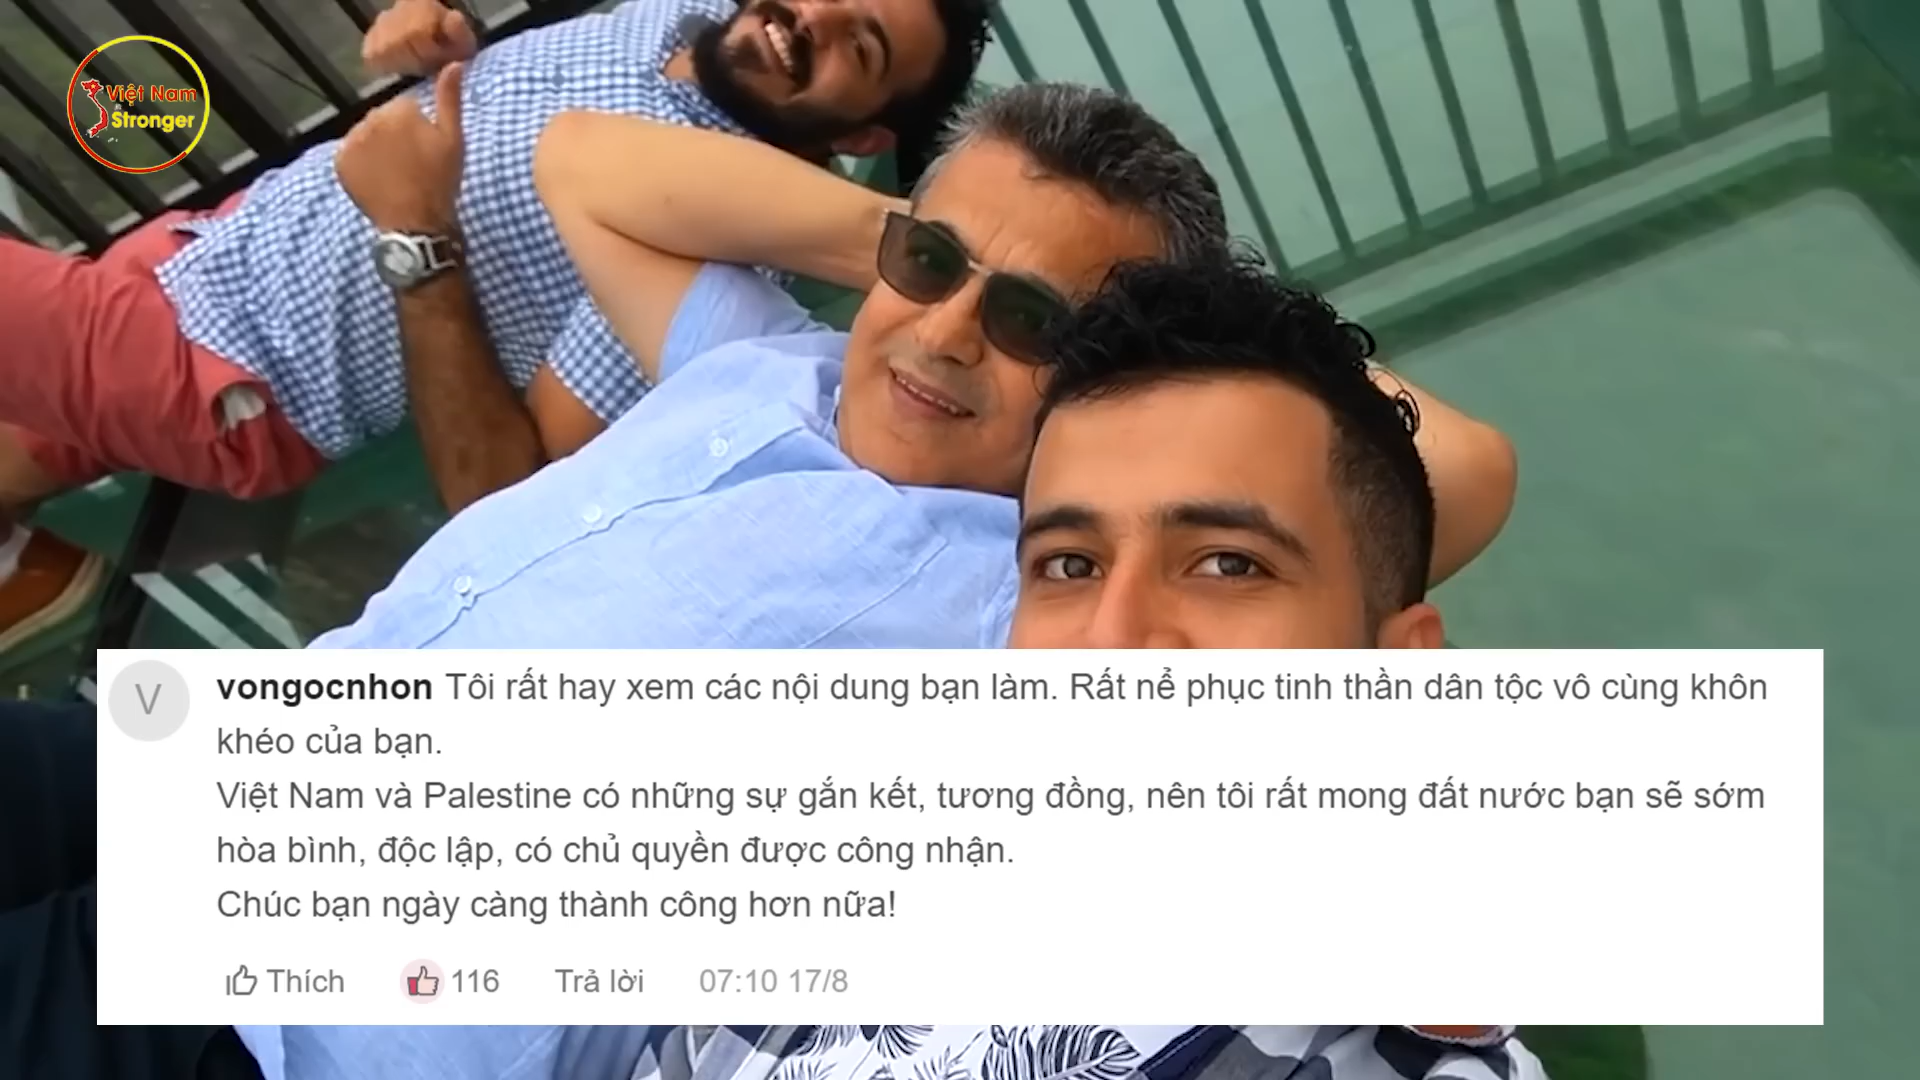 Việt Nam
Stronger
V
vongocnhon Tôi rất hay xem các nội dung bạn làm. Rất nể phục tinh thần dân tộc vô cùng khôn
khéo của bạn.
Việt Nam và Palestine có những sự gắn kết, tương đồng, nên tôi rất mong đất nước bạn sẽ sớm
hòa bình, độc lập, có chủ quyền được công nhận.
Chúc bạn ngày càng thành công hơn nữa!
Thích 116 Trả lời 07:10 17/8